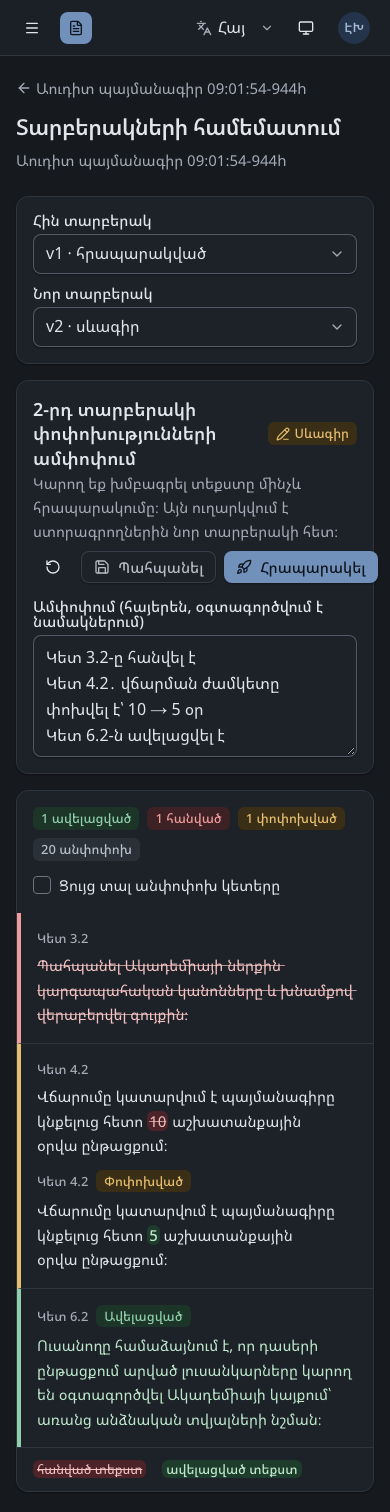 Հայ
ԷԽ
← Աուդիտ պայմանագիր 09:01:54-944հ
Տարբերակների համեմատում
Աուդիտ պայմանագիր 09:01:54-944հ
Հին տարբերակ
v1 · հրապարակված
Նոր տարբերակ
v2 · սևագիր
2-րդ տարբերակի
փոփոխությունների
ամփոփում
Սևագիր
Կարող եք խմբագրել տեքստը մինչև
հրապարակումը։ Այն ուղարկվում է
ստորագրողներին նոր տարբերակի հետ։
Պահպանել
Հրապարակել
Ամփոփում (հայերեն, օգտագործվում է
նամակներում)
Կետ 3.2-ը հանվել է
Կետ 4.2․ վճարման ժամկետը
փոխվել է՝ 10 → 5 օր
Կետ 6.2-ն ավելացվել է
1 ավելացված 1 հանված 1 փոփոխված
20 անփոփոխ
Ցույց տալ անփոփոխ կետերը
Կետ 3.2
Պահպանել Ակադեմիայի ներքին
կարգապահական կանոնները և խնամքով
վերաբերվել գույքին։
Կետ 4.2
Վճարումը կատարվում է պայմանագիրը
կնքելուց հետո 10 աշխատանքային
օրվա ընթացքում։
Կետ 4.2 Փոփոխված
Վճարումը կատարվում է պայմանագիրը
կնքելուց հետո 5 աշխատանքային
օրվա ընթացքում։
Կետ 6.2 Ավելացված
Ուսանողը համաձայնում է, որ դասերի
ընթացքում արված լուսանկարները կարող
են օգտագործվել Ակադեմիայի կայքում՝
առանց անձնական տվյալների նշման։
հանված տեքստ ավելացված տեքստ